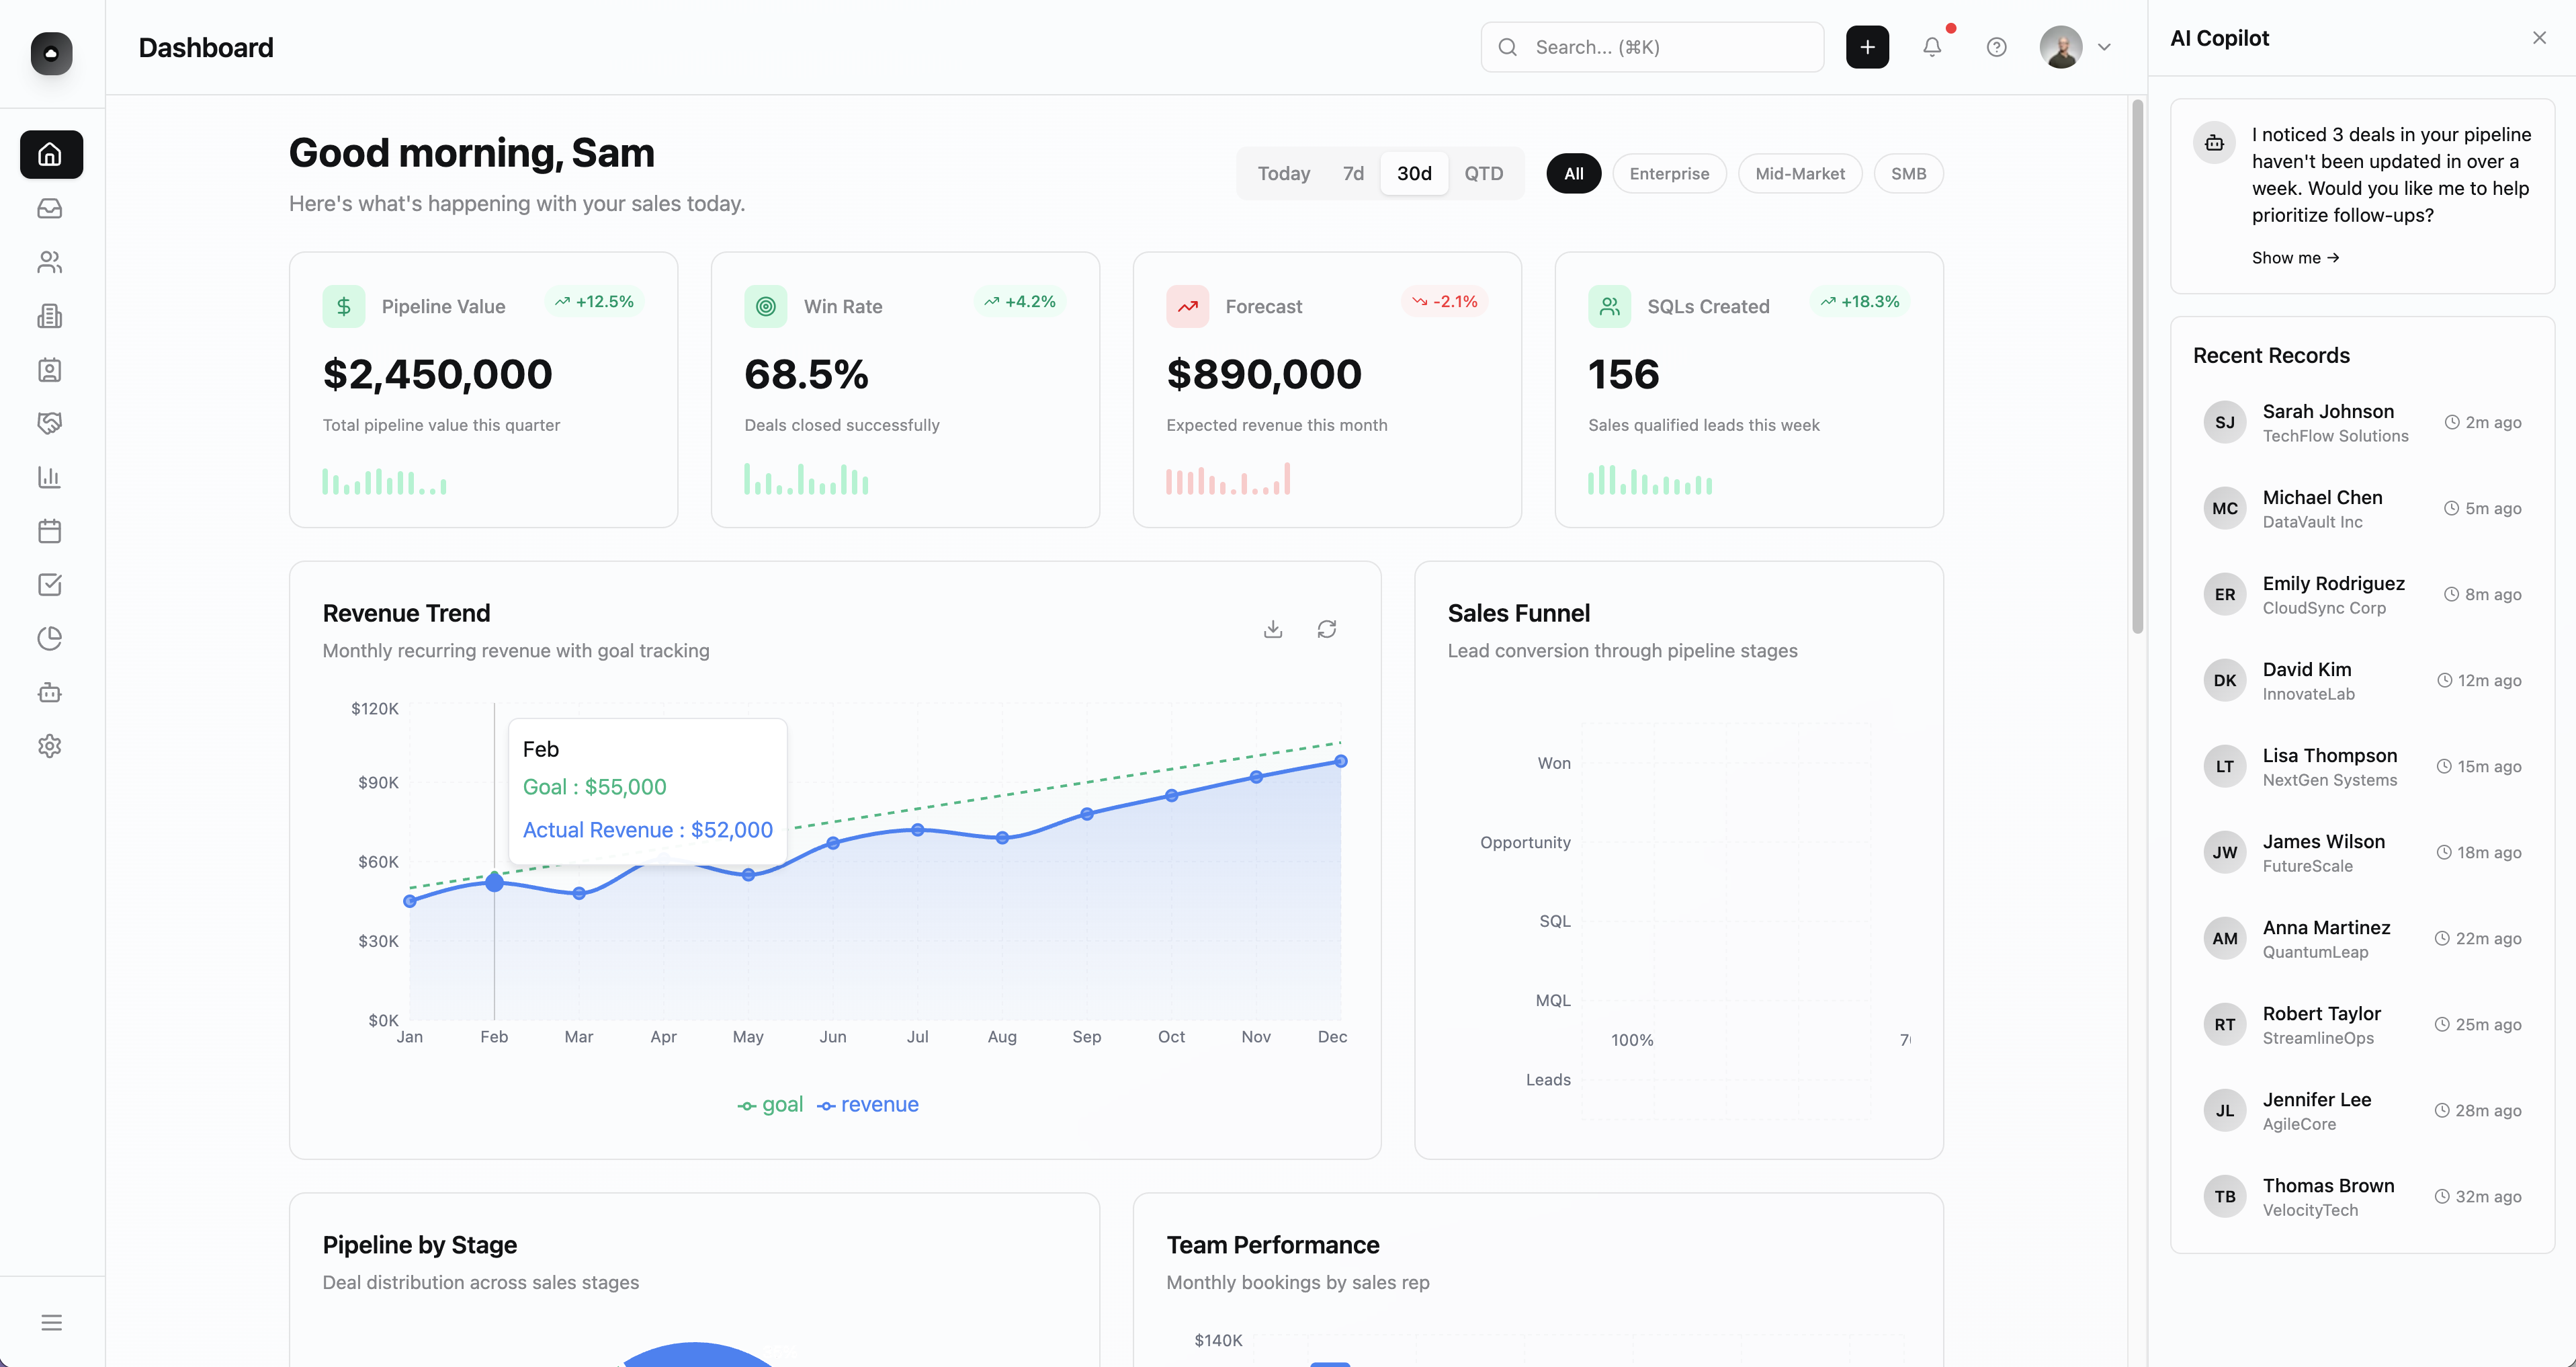 Dashboard
Search... (⌘K)
Good morning, Sam
Here's what's happening with your sales today.
Today 7d 30d QTD
All Enterprise Mid-Market SMB
Pipeline Value +12.5%
$2,450,000
Total pipeline value this quarter
Win Rate +4.2%
68.5%
Deals closed successfully
Forecast -2.1%
$890,000
Expected revenue this month
SQLs Created +18.3%
156
Sales qualified leads this week
Revenue Trend
Monthly recurring revenue with goal tracking
$120K
$90K
$60K
$30K
$0K
Feb
Goal : $55,000
Actual Revenue : $52,000
Jan Feb Mar Apr May Jun Jul Aug Sep Oct Nov Dec
goal revenue
Sales Funnel
Lead conversion through pipeline stages
Won
Opportunity
SQL
MQL
100%
Leads
Pipeline by Stage
Deal distribution across sales stages
Team Performance
Monthly bookings by sales rep
$140K
AI Copilot
I noticed 3 deals in your pipeline
haven't been updated in over a
week. Would you like me to help
prioritize follow-ups?
Show me →
Recent Records
SJ Sarah Johnson 2m ago
TechFlow Solutions
MC Michael Chen 5m ago
DataVault Inc
ER Emily Rodriguez 8m ago
CloudSync Corp
DK David Kim 12m ago
InnovateLab
LT Lisa Thompson 15m ago
NextGen Systems
JW James Wilson 18m ago
FutureScale
AM Anna Martinez 22m ago
QuantumLeap
RT Robert Taylor 25m ago
StreamlineOps
JL Jennifer Lee 28m ago
AgileCore
TB Thomas Brown 32m ago
VelocityTech